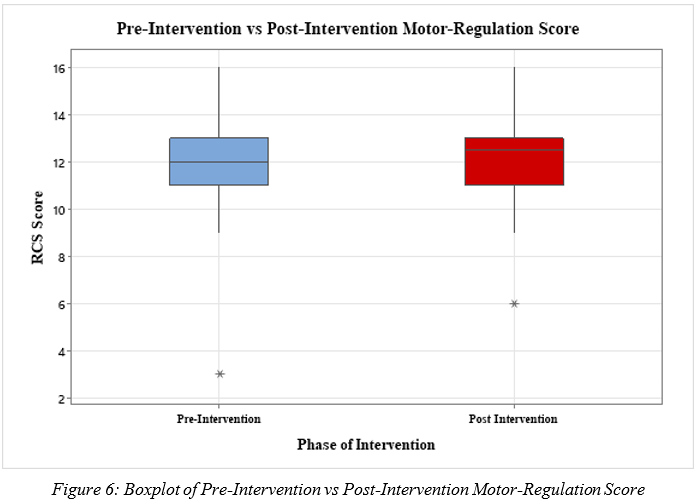 Pre-Intervention vs Post-Intervention Motor-Regulation Score
RCS Score
16
14
12
10
8
6
4
2
Pre-Intervention
Post Intervention
Phase of Intervention
Figure 6: Boxplot of Pre-Intervention vs Post-Intervention Motor-Regulation Score